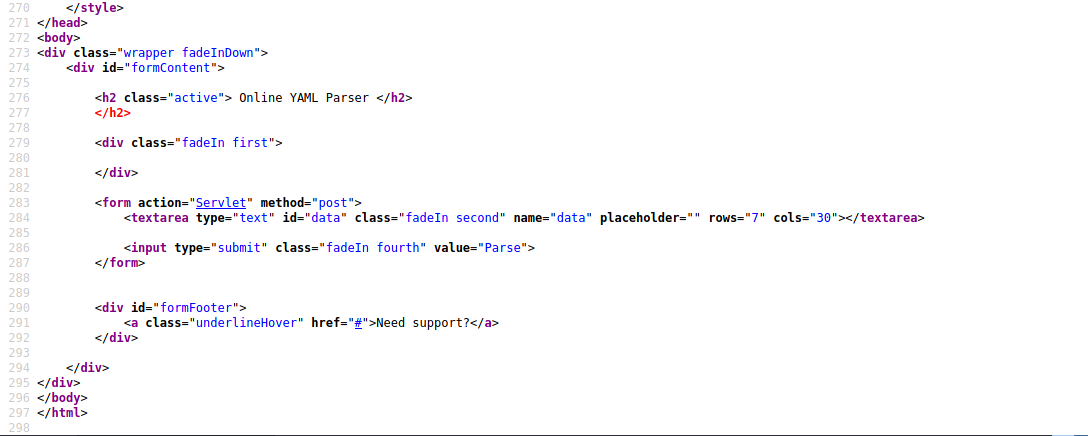 270     </style>
271 </head>
272 <body>
273 <div class="wrapper fadeInDown">
274     <div id="formContent">
275
276         <h2 class="active"> Online YAML Parser </h2>
277         </h2>
278
279         <div class="fadeIn first">
280
281         </div>
282
283         <form action="Servlet" method="post">
284             <textarea type="text" id="data" class="fadeIn second" name="data" placeholder="" rows="7" cols="30"></textarea>
285
286             <input type="submit" class="fadeIn fourth" value="Parse">
287         </form>
288
289
290         <div id="formFooter">
291             <a class="underlineHover" href="#">Need support?</a>
292         </div>
293
294     </div>
295 </div>
296 </body>
297 </html>
298